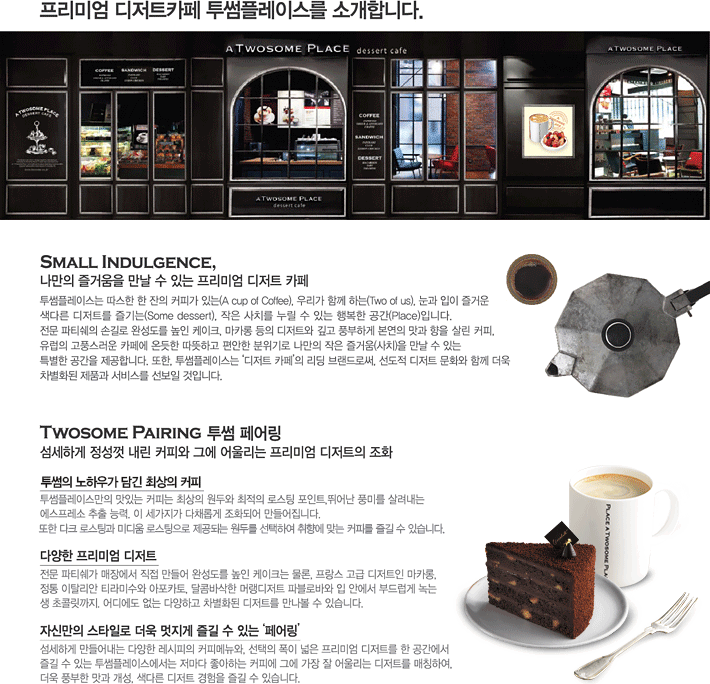 프리미엄 디저트카페 투썸플레이스를 소개합니다.
A TWOSOME PLACE dessert cafe
A TWOSOME PLACE
COFFEE SANDWICH DESSERT
A TWOSOME PLACE
DESSERT CAFE
COFFEE
SANDWICH
DESSERT
A TWOSOME PLACE
dessert cafe
SMALL INDULGENCE,
나만의 즐거움을 만날 수 있는 프리미엄 디저트 카페
투썸플레이스는 따스한 한 잔의 커피가 있는(A cup of Coffee), 우리가 함께 하는(Two of us), 눈과 입이 즐거운
색다른 디저트를 즐기는(Some dessert), 작은 사치를 누릴 수 있는 행복한 공간(Place)입니다.
전문 파티쉐의 손길로 완성도를 높인 케이크, 마카롱 등의 디저트와 깊고 풍부하게 본연의 맛과 향을 살린 커피,
유럽의 고풍스러운 카페에 온듯한 따뜻하고 편안한 분위기로 나만의 작은 즐거움(사치)을 만날 수 있는
특별한 공간을 제공합니다. 또한, 투썸플레이스는 '디저트 카페'의 리딩 브랜드로써, 선도적 디저트 문화와 함께 더욱
차별화된 제품과 서비스를 선보일 것입니다.
TWOSOME PAIRING 투썸 페어링
섬세하게 정성껏 내린 커피와 그에 어울리는 프리미엄 디저트의 조화
투썸의 노하우가 담긴 최상의 커피
투썸플레이스만의 맛있는 커피는 최상의 원두와 최적의 로스팅 포인트,뛰어난 풍미를 살려내는
에스프레소 추출 능력, 이 세가지가 다채롭게 조화되어 만들어집니다.
또한 다크 로스팅과 미디움 로스팅으로 제공되는 원두를 선택하여 취향에 맞는 커피를 즐길 수 있습니다.
다양한 프리미엄 디저트
전문 파티쉐가 매장에서 직접 만들어 완성도를 높인 케이크는 물론, 프랑스 고급 디저트인 마카롱,
정통 이탈리안 티라미수와 아포카토, 달콤바삭한 머랭디저트 파블로바와 입 안에서 부드럽게 녹는
생 초콜릿까지, 어디에도 없는 다양하고 차별화된 디저트를 만나볼 수 있습니다.
자신만의 스타일로 더욱 멋지게 즐길 수 있는 '페어링'
섬세하게 만들어내는 다양한 레시피의 커피메뉴와, 선택의 폭이 넓은 프리미엄 디저트를 한 공간에서
즐길 수 있는 투썸플레이스에서는 저마다 좋아하는 커피에 그에 가장 잘 어울리는 디저트를 매칭하여,
더욱 풍부한 맛과 개성, 색다른 디저트 경험을 즐길 수 있습니다.
PLACE A TWOSOME PLA